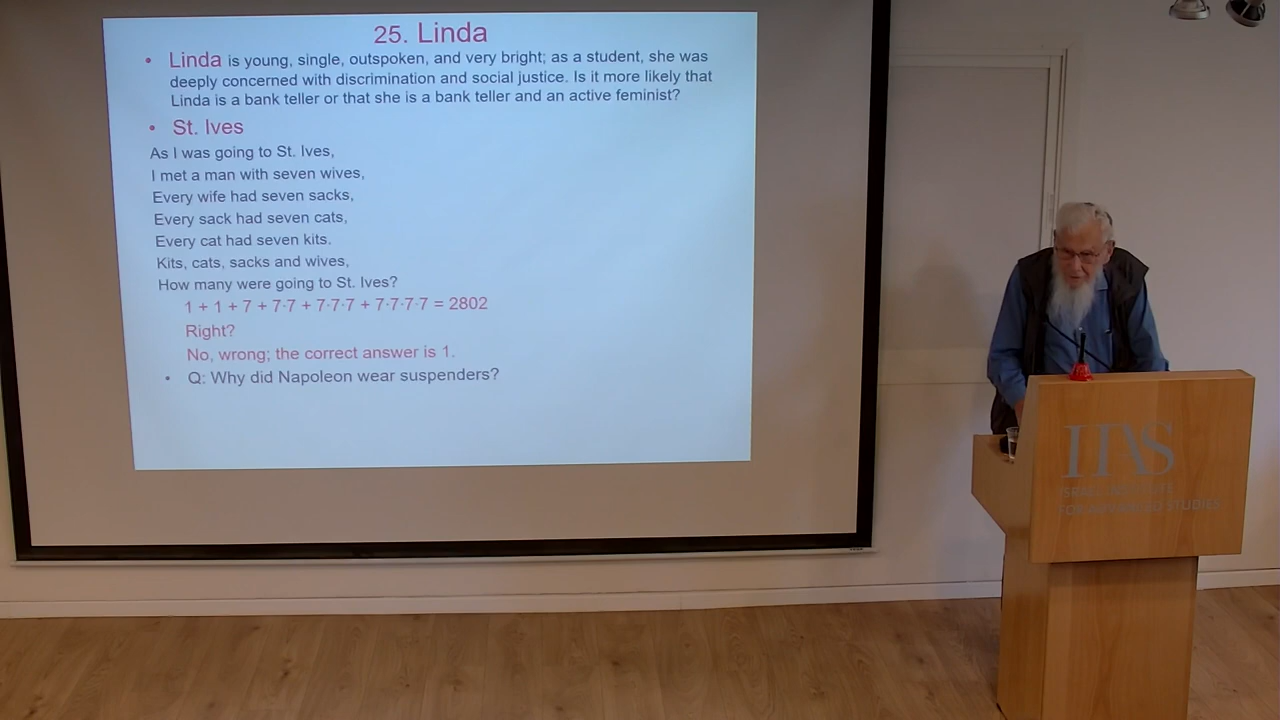 25. Linda
• Linda is young, single, outspoken, and very bright; as a student, she was
deeply concerned with discrimination and social justice. Is it more likely that
Linda is a bank teller or that she is a bank teller and an active feminist?
• St. Ives
As I was going to St. Ives,
I met a man with seven wives,
Every wife had seven sacks,
Every sack had seven cats,
Every cat had seven kits.
Kits, cats, sacks and wives,
How many were going to St. Ives?
1 + 1 + 7 + 7·7 + 7·7·7 + 7·7·7·7 = 2802
Right?
No, wrong; the correct answer is 1.
• Q: Why did Napoleon wear suspenders?
IIAS
ISRAEL INSTITUTE
FOR ADVANCED STUDIES